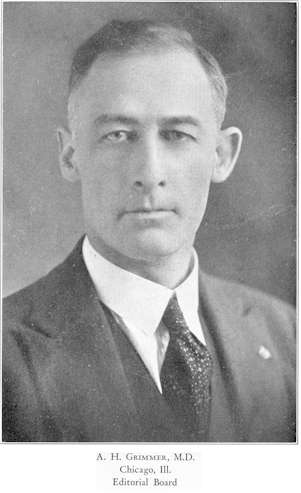 A. H. Grimmer, M.D.
Chicago, Ill.
Editorial Board